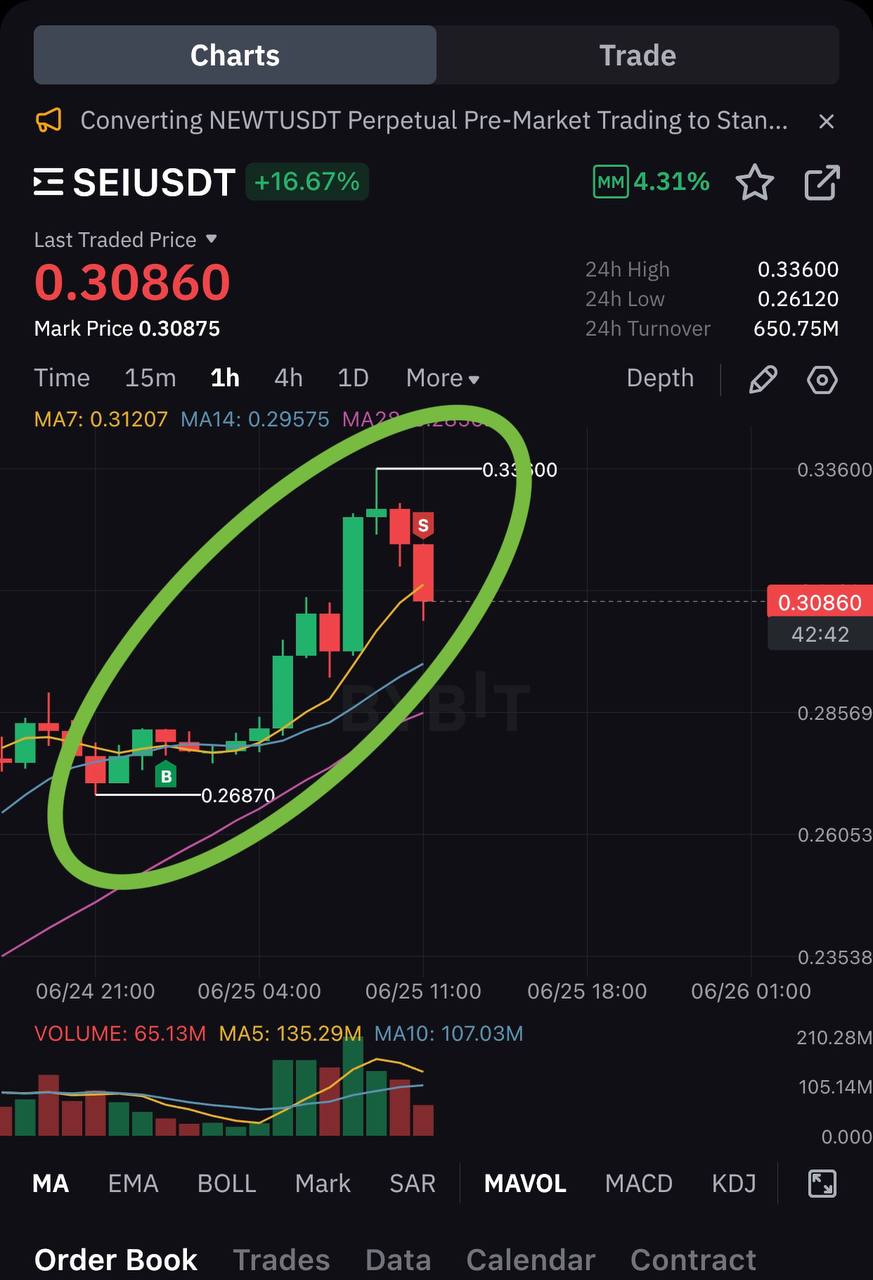 Charts Trade
Converting NEWTUSDT Perpetual Pre-Market Trading to Stan...
SEIUSDT +16.67% MM 4.31%
Last Traded Price
0.30860
Mark Price 0.30875
24h High 0.33600
24h Low 0.26120
24h Turnover 650.75M
Time 15m 1h 4h 1D More Depth
MA7: 0.31207 MA14: 0.29575
0.33600 0.33600
S
0.30860
42:42
BYBIT
0.28569
B
0.26870
0.26053
0.23538
06/24 21:00 06/25 04:00 06/25 11:00 06/25 18:00 06/26 01:00
VOLUME: 65.13M MA5: 135.29M MA10: 107.03M
210.28M
105.14M
0.000
MA EMA BOLL Mark SAR MAVOL MACD KDJ
Order Book Trades Data Calendar Contract